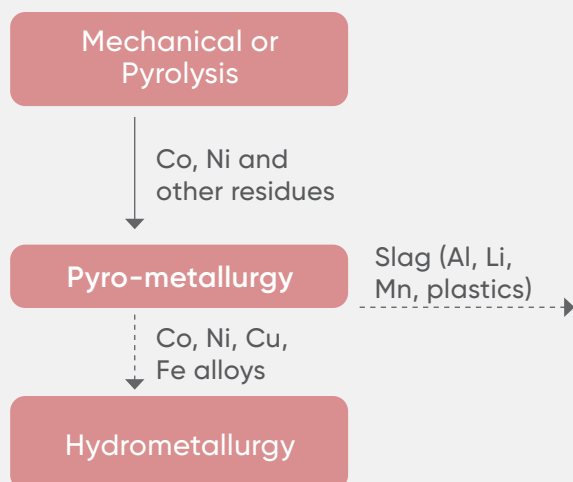 Mechanical or
Pyrolysis
Co, Ni and
other residues
Pyro-metallurgy
Slag (Al, Li,
Mn, plastics)
Co, Ni, Cu,
Fe alloys
Hydrometallurgy